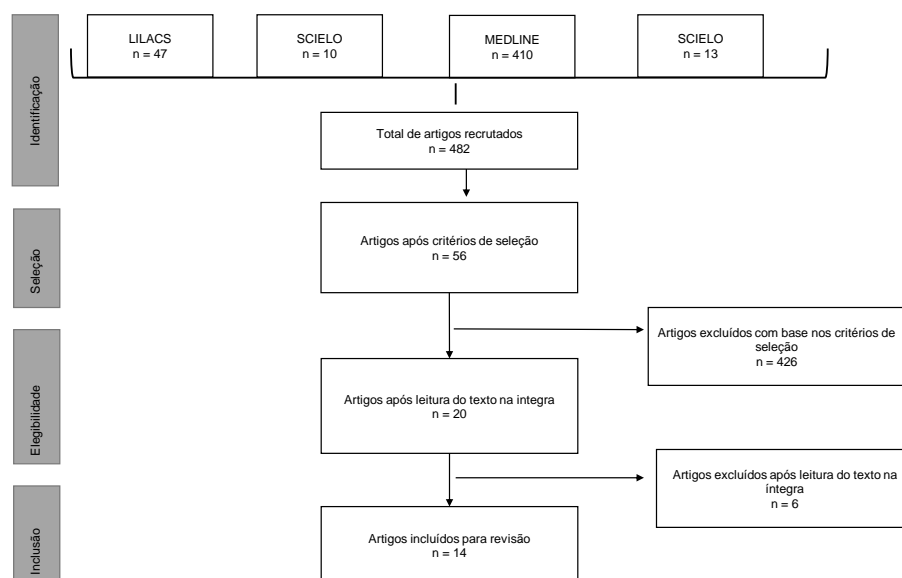 LILACS
n = 47
SCIELO
n = 10
MEDLINE
n = 410
SCIELO
n = 13
Identificação
Total de artigos recrutados
n = 482
Seleção
Artigos após critérios de seleção
n = 56
Artigos excluídos com base nos critérios de
seleção
n = 426
Elegibilidade
Artigos após leitura do texto na integra
n = 20
Artigos excluídos após leitura do texto na
íntegra
n = 6
Inclusão
Artigos incluídos para revisão
n = 14